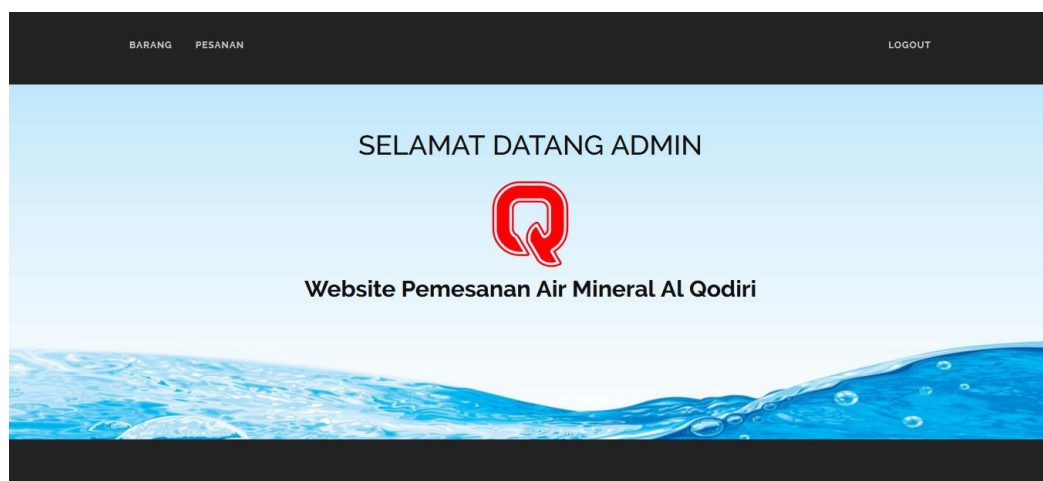 BARANG PESANAN LOGOUT
SELAMAT DATANG ADMIN
Q
Website Pemesanan Air Mineral Al Qodiri